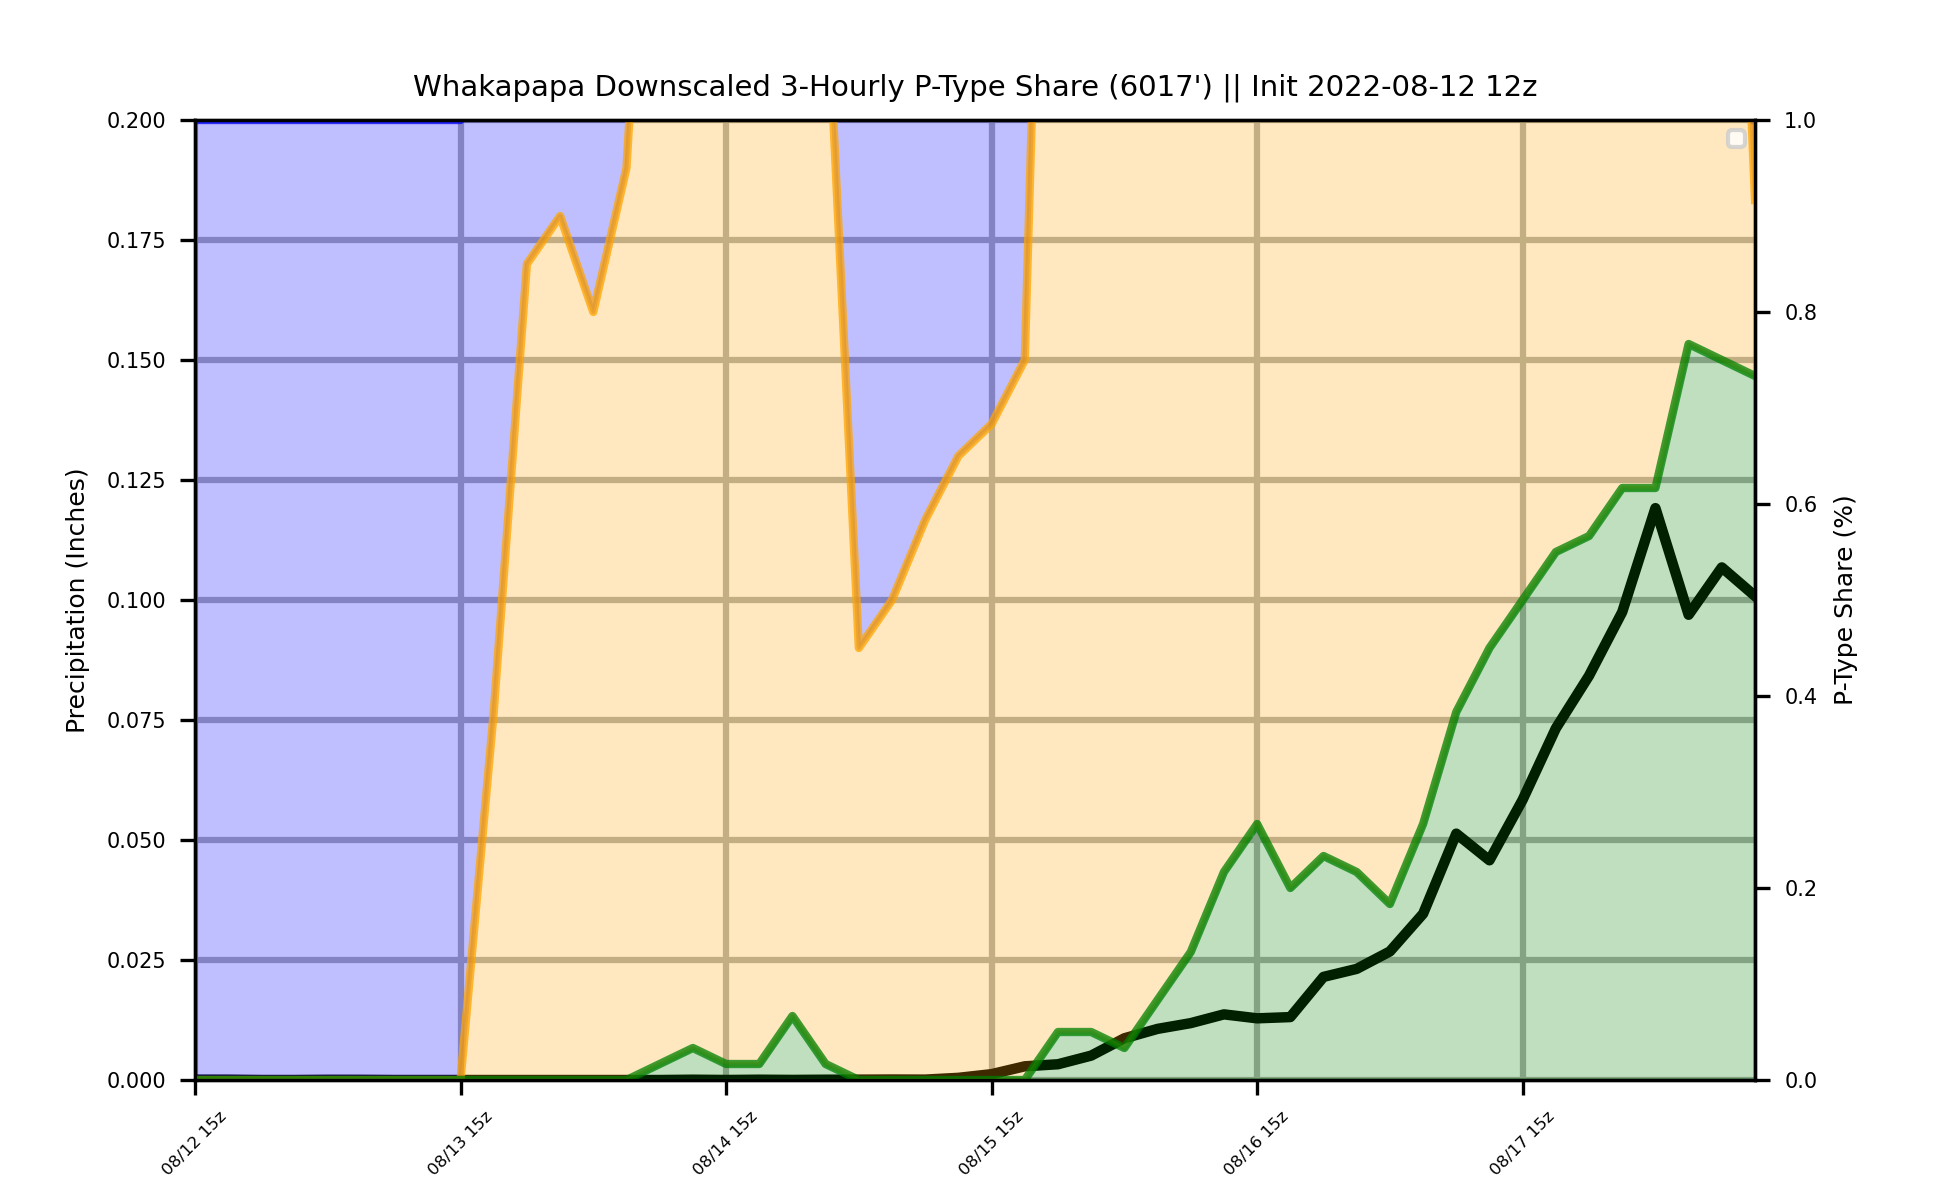 Whakapapa Downscaled 3-Hourly P-Type Share (6017') || Init 2022-08-12 12z
0.200
0.175
0.150
0.125
0.100
0.075
0.050
0.025
0.000
Precipitation (Inches)
1.0
0.8
0.6
0.4
0.2
0.0
P-Type Share (%)
08/12 15z
08/13 15z
08/14 15z
08/15 15z
08/16 15z
08/17 15z